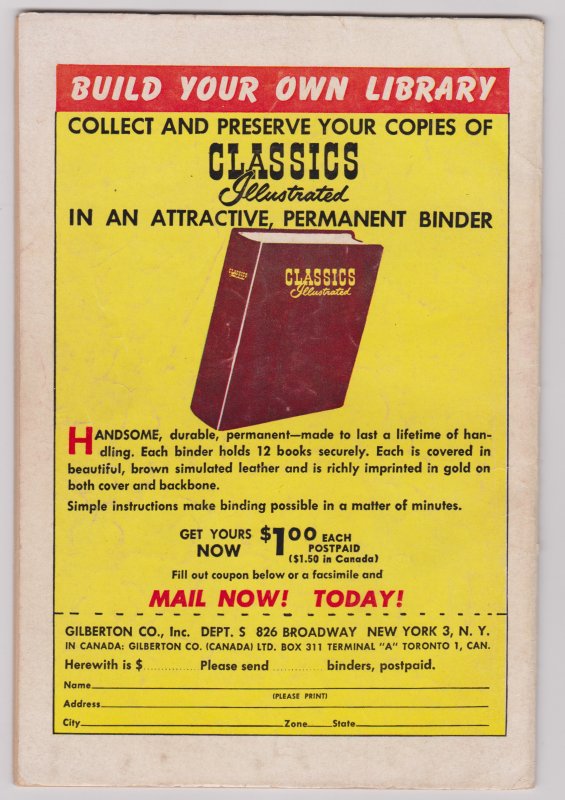 BUILD YOUR OWN LIBRARY
COLLECT AND PRESERVE YOUR COPIES OF
CLASSICS
Illustrated
IN AN ATTRACTIVE, PERMANENT BINDER
CLASSICS
Illustrated
CLASSICS
Illustrated
HANDSOME, durable, permanent—made to last a lifetime of han-
dling. Each binder holds 12 books securely. Each is covered in
beautiful, brown simulated leather and is richly imprinted in gold on
both cover and backbone.
Simple instructions make binding possible in a matter of minutes.
GET YOURS NOW $1.00 EACH POSTPAID
($1.50 in Canada)
Fill out coupon below or a facsimile and
MAIL NOW! TODAY!
GILBERTON CO., Inc. DEPT. S 826 BROADWAY NEW YORK 3, N. Y.
IN CANADA: GILBERTON CO. (CANADA) LTD. BOX 311 TERMINAL "A" TORONTO 1, CAN.
Herewith is $.............. Please send .............. binders, postpaid.
Name
(PLEASE PRINT)
Address
City Zone State